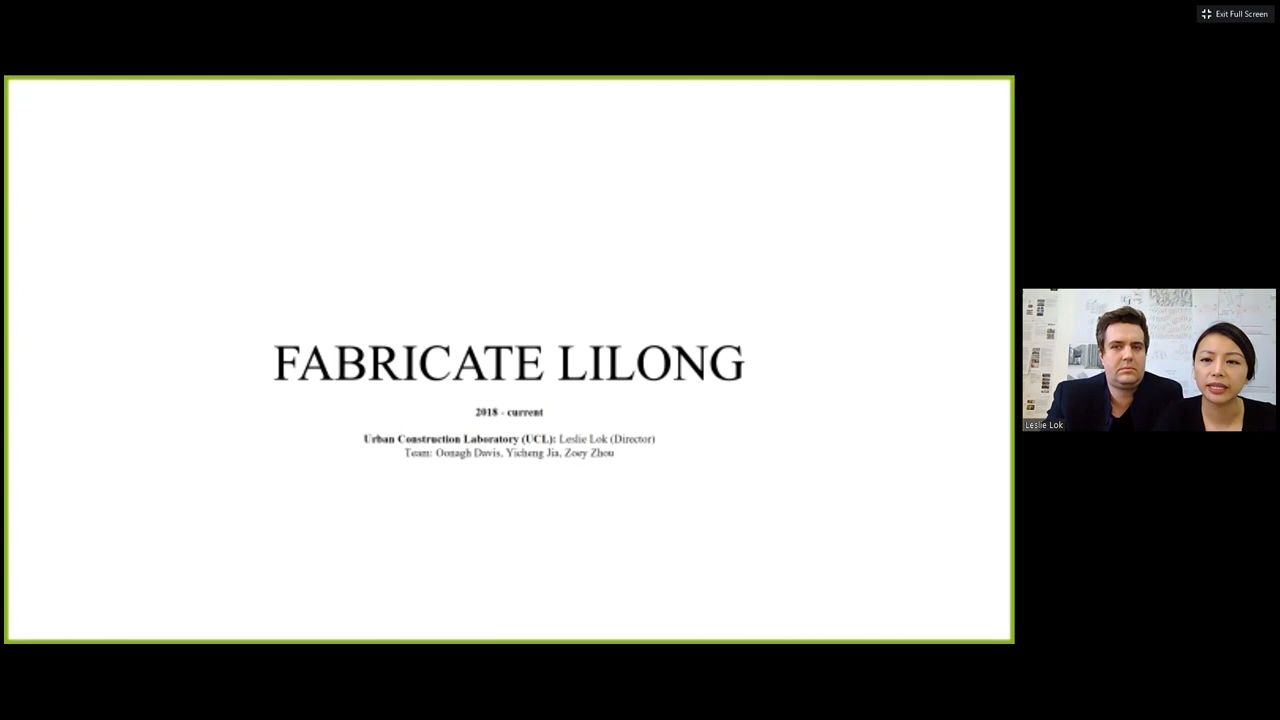 Exit Full Screen
FABRICATE LILONG
2018 - current
Urban Construction Laboratory (UCL): Leslie Lok (Director)
Team: Oonagh Davis, Yicheng Jia, Zoey Zhou
Leslie Lok